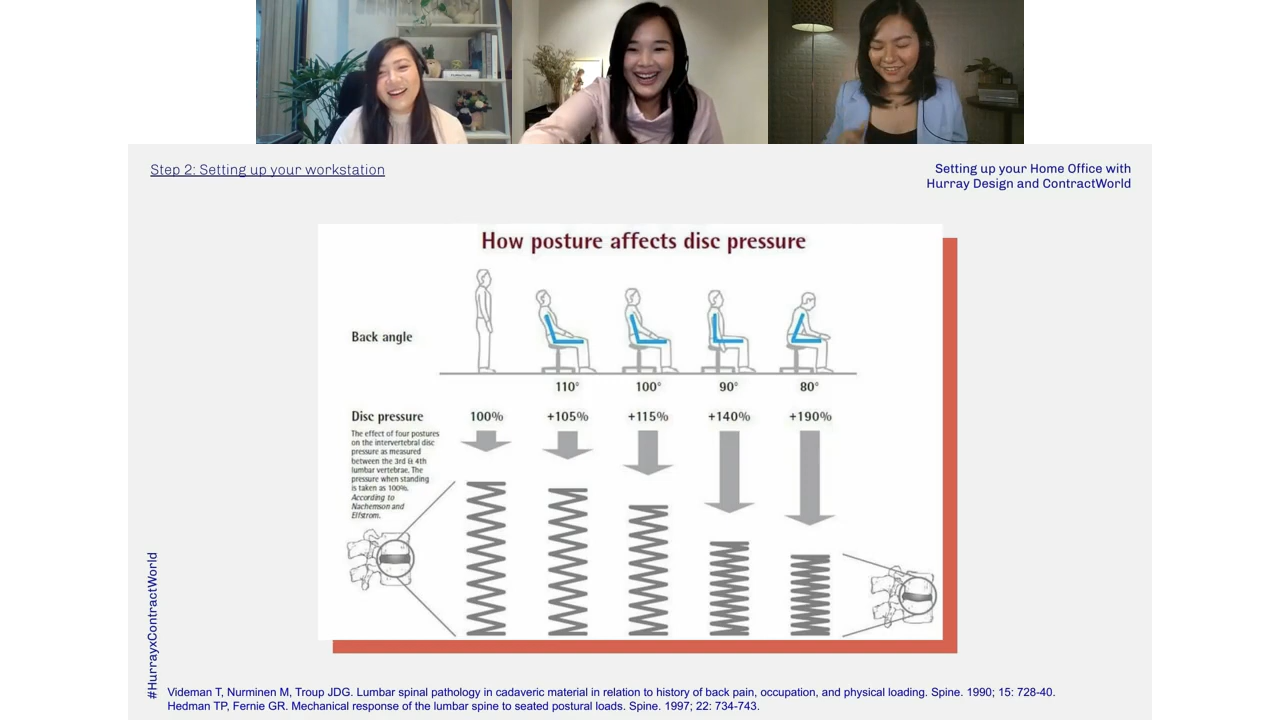 Step 2: Setting up your workstation
Setting up your Home Office with
Hurray Design and ContractWorld
How posture affects disc pressure
Back angle
110° 100° 90° 80°
Disc pressure 100% +105% +115% +140% +190%
The effect of four postures
on the intervertebral disc
pressure as measured
between the 3rd & 4th
lumbar vertebrae. The
pressure when standing
is taken as 100%.
According to
Nachemson and
Elfstrom.
#HurrayxContractWorld
Videman T, Nurminen M, Troup JDG. Lumbar spinal pathology in cadaveric material in relation to history of back pain, occupation, and physical loading. Spine. 1990; 15: 728-40.
Hedman TP, Fernie GR. Mechanical response of the lumbar spine to seated postural loads. Spine. 1997; 22: 734-743.